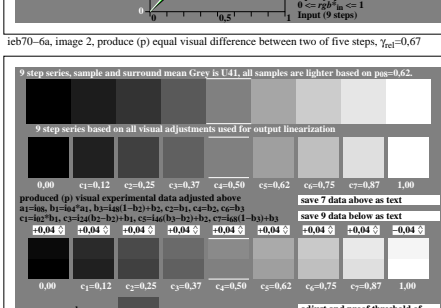 0 <= rgb*in <= 1
0
0,5
1
Input (9 steps)
ieb70–6a, image 2, produce (p) equal visual difference between two of five steps, γrel=0,67
9 step series, sample and surround mean Grey is U41, all samples are lighter based on p08=0,62.
9 step series based on all visual adjustments used for output linearization
0,00 c1=0,12 c2=0,25 c3=0,37 c4=0,50 c5=0,62 c6=0,75 c7=0,87 1,00
produced (p) visual experimental data adjusted above
save 7 data above as text
a1=i08, b1=i04*a1, b3=i48(1–b2)+b2, c2=b1, c4=b2, c6=b3
c1=i02*b1, c3=i24(b2–b2)+b1, c5=i46(b3–b2)+b2, c7=i68(1–b3)+b3
save 9 data below as text
+0,04 +0,04 +0,04 +0,04 +0,04 +0,04 +0,04 –0,04
0,00 c1=0,12 c2=0,25 c3=0,37 c4=0,50 c5=0,62 c6=0,75 c7=0,87 1,00